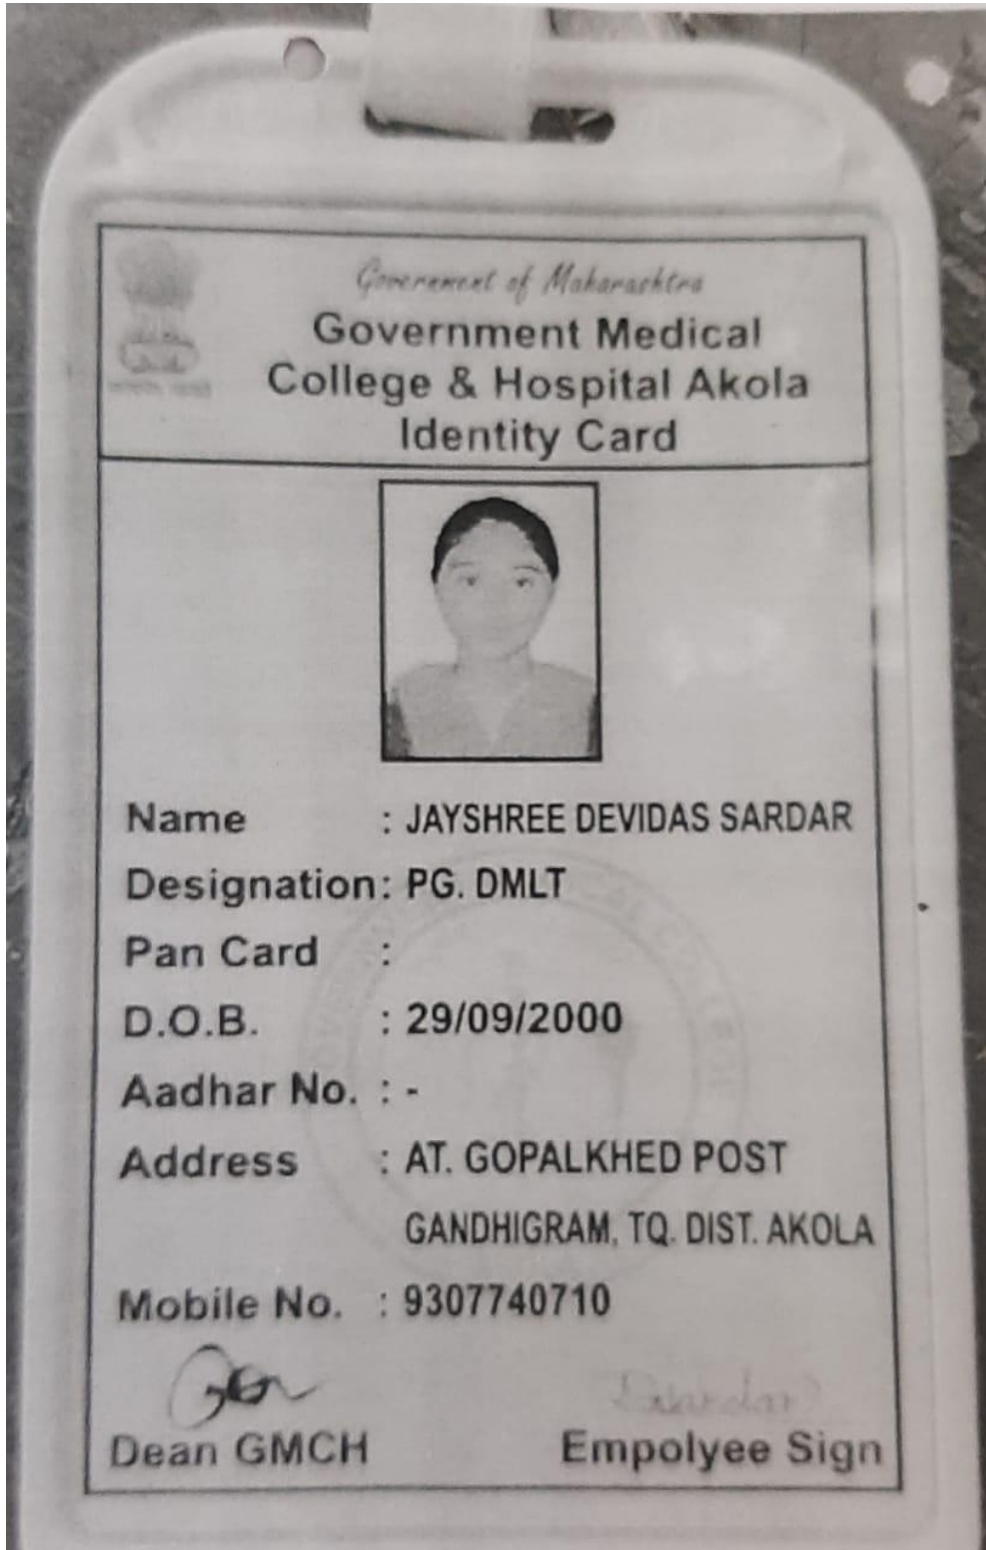 Government of Maharashtra
Government Medical
College & Hospital Akola
Identity Card
Name : JAYSHREE DEVIDAS SARDAR
Designation : PG. DMLT
Pan Card :
D.O.B. : 29/09/2000
Aadhar No. : -
Address : AT. GOPALKHED POST
GANDHIGRAM, TQ. DIST. AKOLA
Mobile No. : 9307740710
Dean GMCH Empolyee Sign